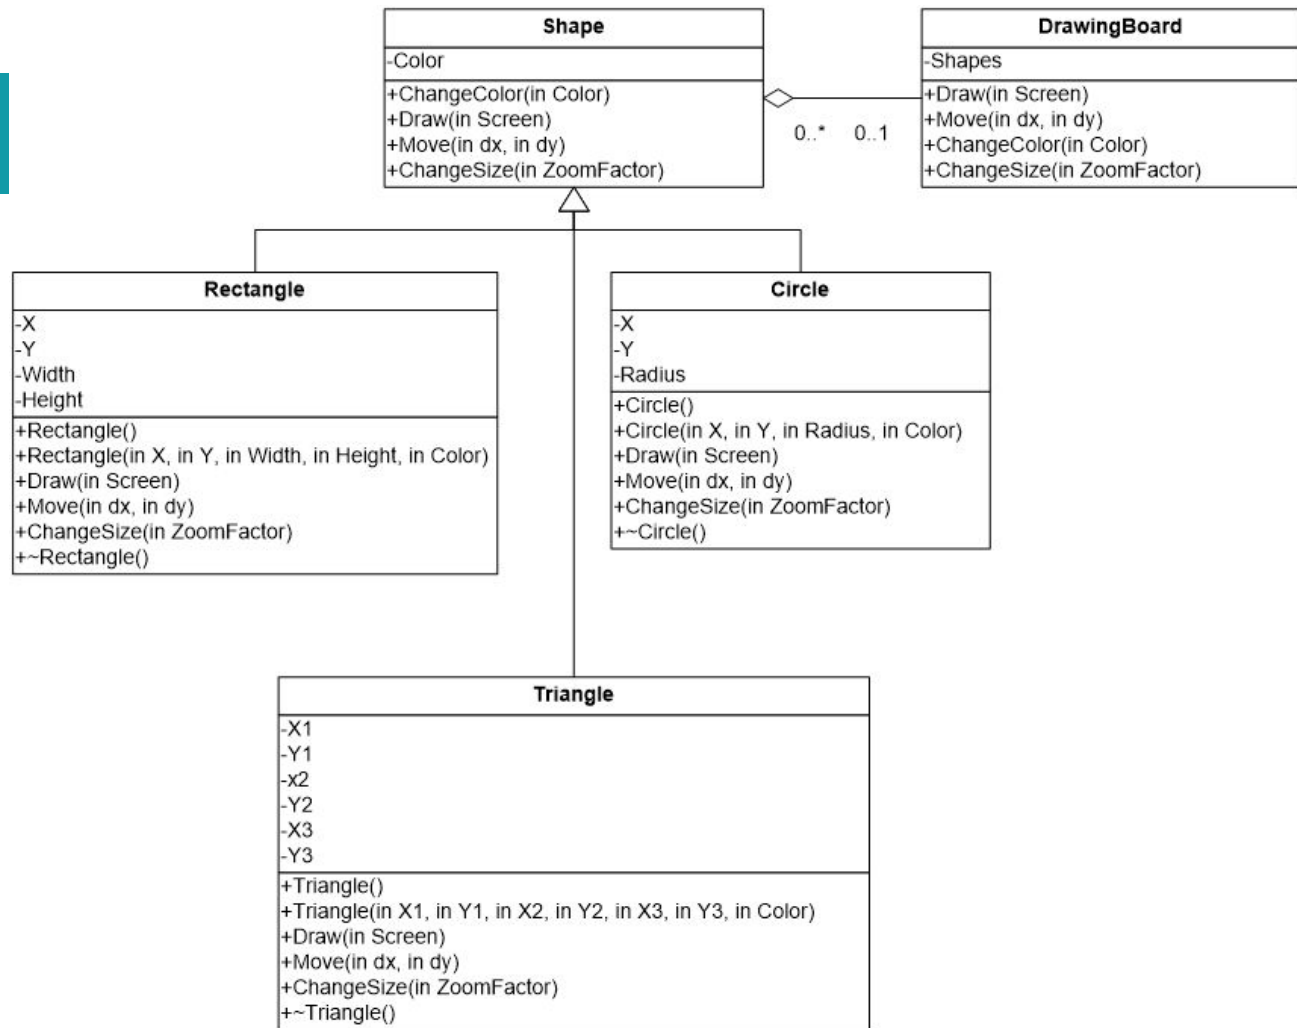 Shape
-Color
+ChangeColor(in Color)
+Draw(in Screen)
+Move(in dx, in dy)
+ChangeSize(in ZoomFactor)
0..*
0..1
DrawingBoard
-Shapes
+Draw(in Screen)
+Move(in dx, in dy)
+ChangeColor(in Color)
+ChangeSize(in ZoomFactor)
Rectangle
-X
-Y
-Width
-Height
+Rectangle()
+Rectangle(in X, in Y, in Width, in Height, in Color)
+Draw(in Screen)
+Move(in dx, in dy)
+ChangeSize(in ZoomFactor)
+~Rectangle()
Circle
-X
-Y
-Radius
+Circle()
+Circle(in X, in Y, in Radius, in Color)
+Draw(in Screen)
+Move(in dx, in dy)
+ChangeSize(in ZoomFactor)
+~Circle()
Triangle
-X1
-Y1
-x2
-Y2
-X3
-Y3
+Triangle()
+Triangle(in X1, in Y1, in X2, in Y2, in X3, in Y3, in Color)
+Draw(in Screen)
+Move(in dx, in dy)
+ChangeSize(in ZoomFactor)
+~Triangle()